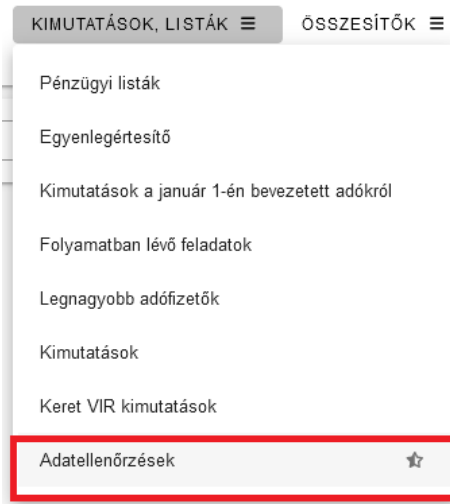 KIMUTATÁSOK, LISTÁK ÖSSZESÍTŐK
Pénzügyi listák
Egyenlegértesítő
Kimutatások a január 1-én bevezetett adókról
Folyamatban lévő feladatok
Legnagyobb adófizetők
Kimutatások
Keret VIR kimutatások
Adatellenőrzések